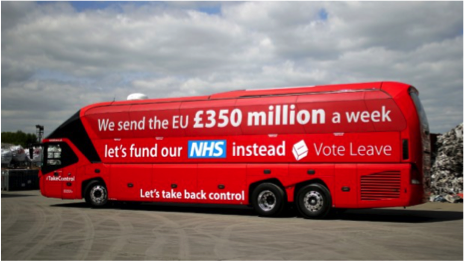 We send the EU £350 million a week
let's fund our NHS instead Vote Leave
#TakeControl
Let's take back control